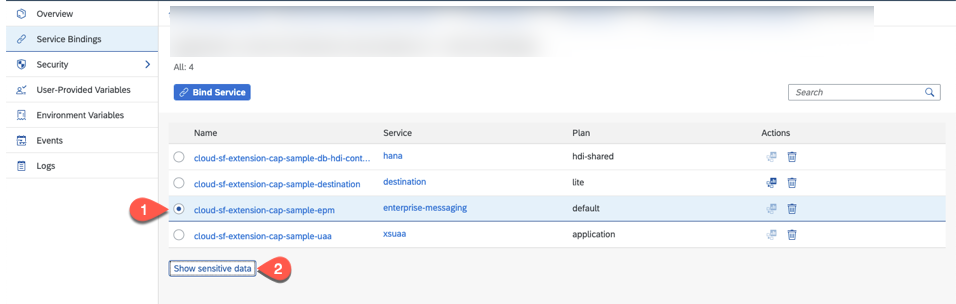 Overview
Service Bindings
Security
User-Provided Variables
Environment Variables
Events
Logs
All: 4
Bind Service
Search
Name Service Plan Actions
cloud-sf-extension-cap-sample-db-hdi-cont... hana hdi-shared
cloud-sf-extension-cap-sample-destination destination lite
1 cloud-sf-extension-cap-sample-epm enterprise-messaging default
cloud-sf-extension-cap-sample-uaa xsuaa application
Show sensitive data 2